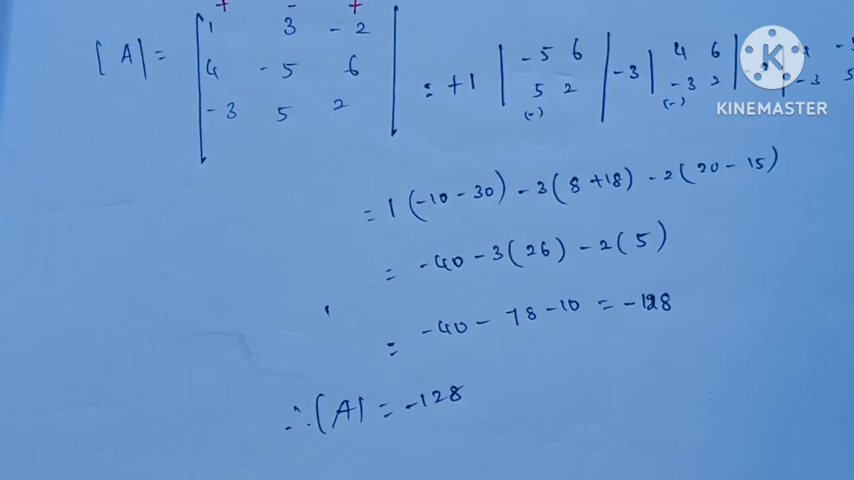 + - +
|A| = | 1 3 -2 |
| 4 -5 6 | = +1 | -5 6 | -3 | 4 6 |
| -3 5 2 | | 5 2 | | -3 2 | -3 5
(-) (-)
KINEMASTER
= 1(-10-30) - 3(8+18) - 2(20-15)
= -40 - 3(26) - 2(5)
= -40 - 78 - 10 = -128
∴ |A| = -128